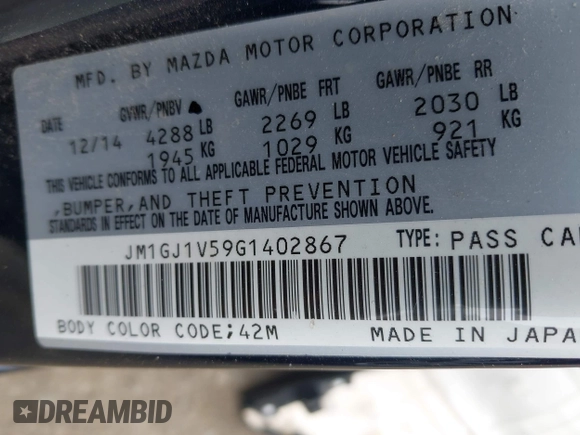 MFD. BY MAZDA MOTOR CORPORATION
DATE GVWR/PNBV GAWR/PNBE FRT GAWR/PNBE RR
12/14 4288 LB 2269 LB 2030 LB
1945 KG 1029 KG 921 KG
THIS VEHICLE CONFORMS TO ALL APPLICABLE FEDERAL MOTOR VEHICLE SAFETY
,BUMPER,AND THEFT PREVENTION
STANDARDS IN EFFECT ON THE DATE OF MANUFACTURE SHOWN ABOVE.
JM1GJ1V59G1402867 TYPE: PASS CA
BODY COLOR CODE;42M MADE IN JAPA
DREAMBID